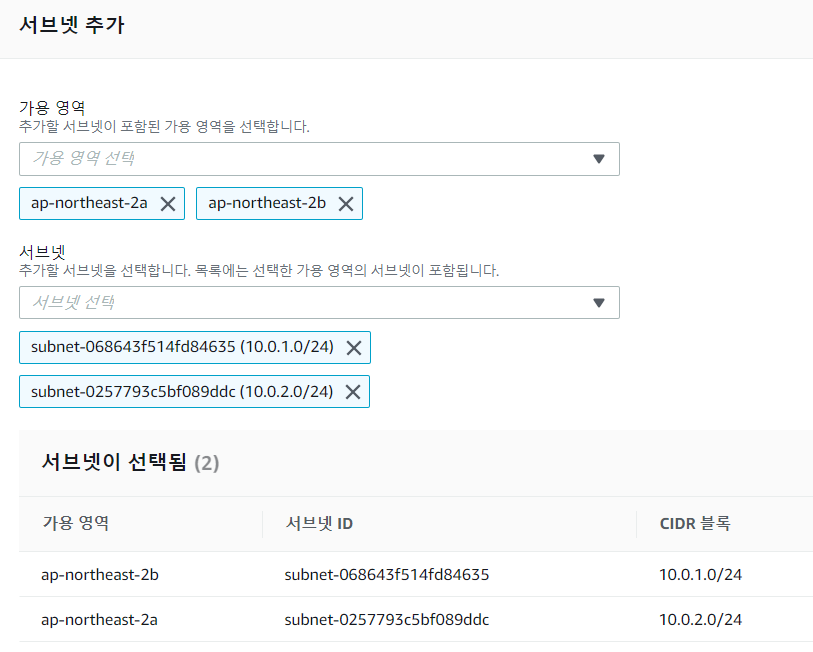 서브넷 추가
가용 영역
추가할 서브넷이 포함된 가용 영역을 선택합니다.
가용 영역 선택
ap-northeast-2a ap-northeast-2b
서브넷
추가할 서브넷을 선택합니다. 목록에는 선택한 가용 영역의 서브넷이 포함됩니다.
서브넷 선택
subnet-068643f514fd84635 (10.0.1.0/24)
subnet-0257793c5bf089ddc (10.0.2.0/24)
서브넷이 선택됨 (2)
가용 영역 서브넷 ID CIDR 블록
ap-northeast-2b subnet-068643f514fd84635 10.0.1.0/24
ap-northeast-2a subnet-0257793c5bf089ddc 10.0.2.0/24